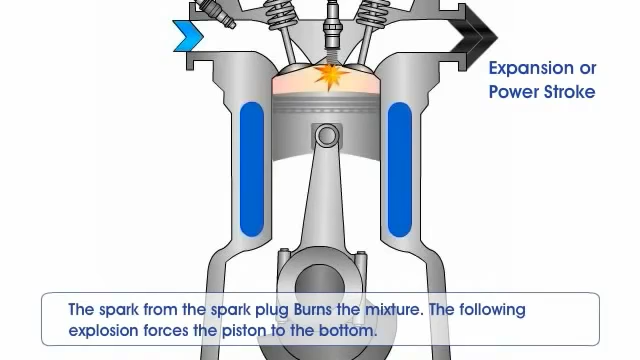 Expansion or
Power Stroke
The spark from the spark plug Burns the mixture. The following
explosion forces the piston to the bottom.